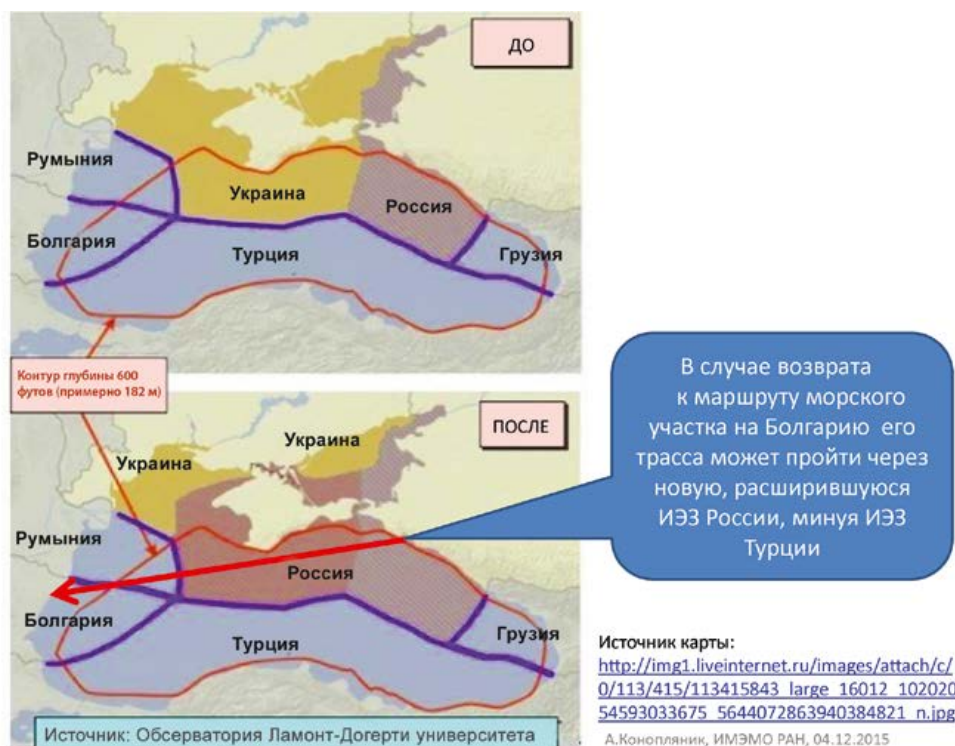 ДО
Румыния
Украина
Россия
Болгария
Турция
Грузия
Контур глубины 600
футов (примерно 182 м)
ПОСЛЕ
Украина
Украина
Румыния
Россия
Болгария
Турция
Грузия
Источник: Обсерватория Ламонт-Догерти университета
В случае возврата
к маршруту морского
участка на Болгарию его
трасса может пройти через
новую, расширившуюся
ИЭЗ России, минуя ИЭЗ
Турции
Источник карты:
http://img1.liveinternet.ru/images/attach/c/
0/113/415/113415843_large_16012_102020
54593033675_5644072863940384821_n.jpg
А.Конопляник, ИМЭМО РАН, 04.12.2015